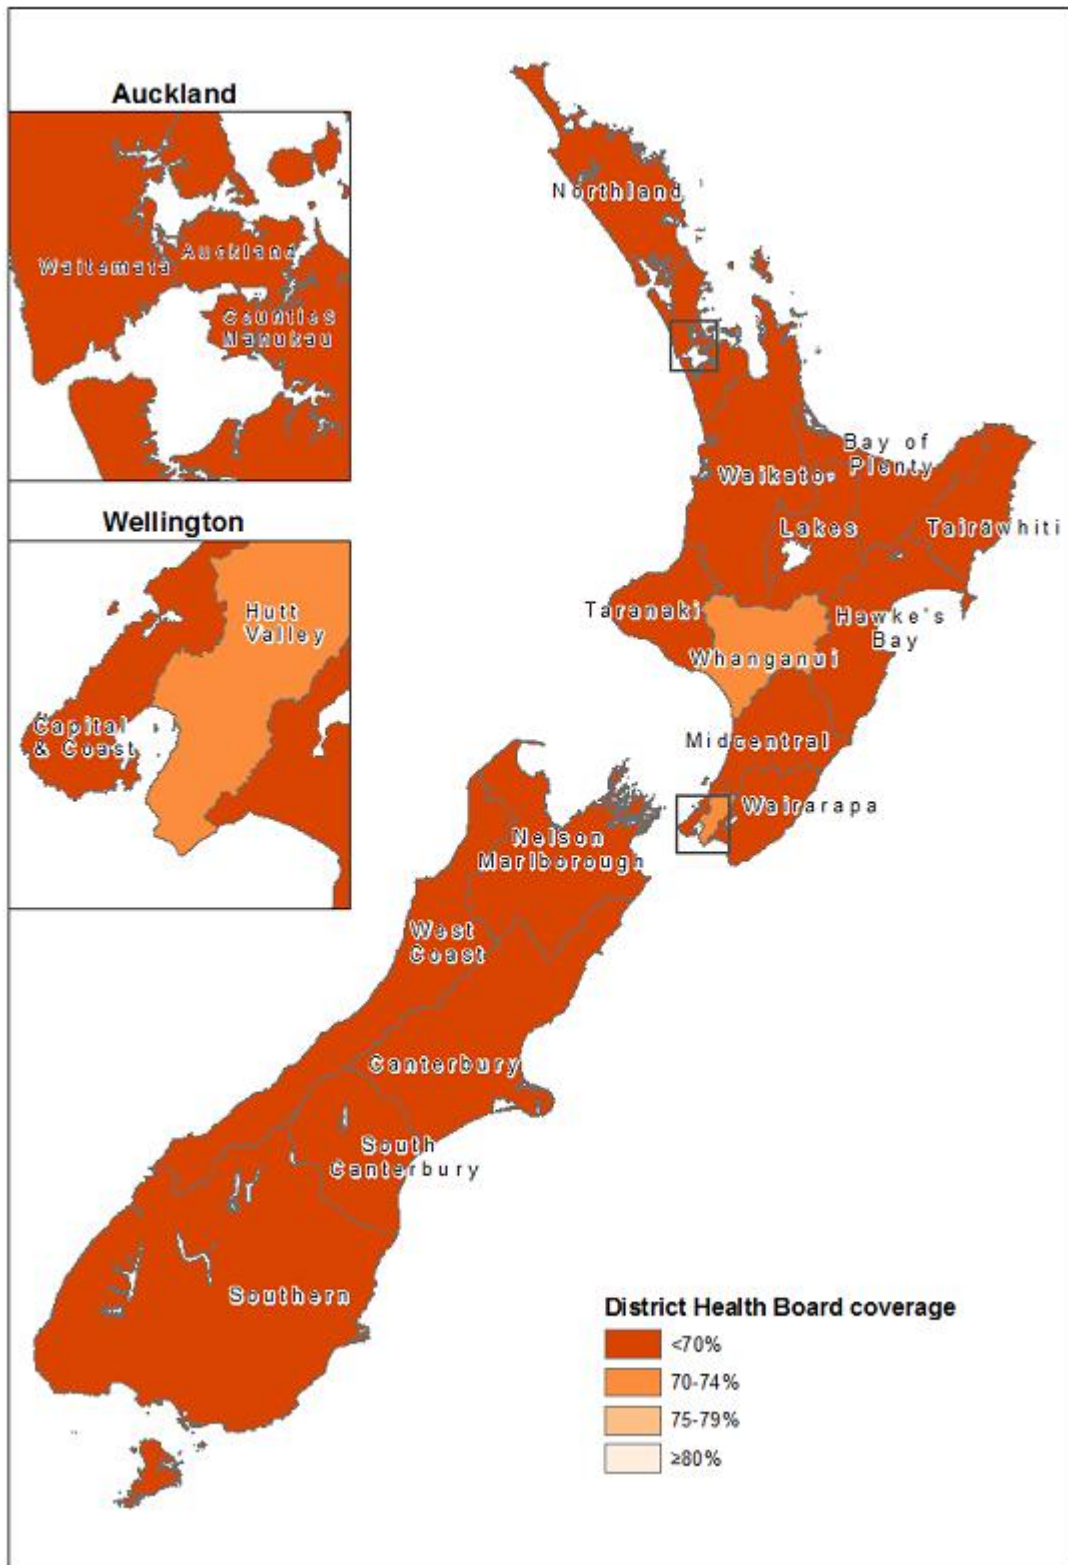 Auckland
Waitemata
Auckland
Counties
Manukau
Wellington
Hutt
Valley
Capital
& Coast
Northland
Bay of
Plenty
Waikato
Lakes
Tairāwhiti
Taranaki
Hawke's
Bay
Whanganui
Midcentral
Wairarapa
Nelson
Marlborough
West
Coast
Canterbury
South
Canterbury
Southern
District Health Board coverage
<70%
70-74%
75-79%
≥80%